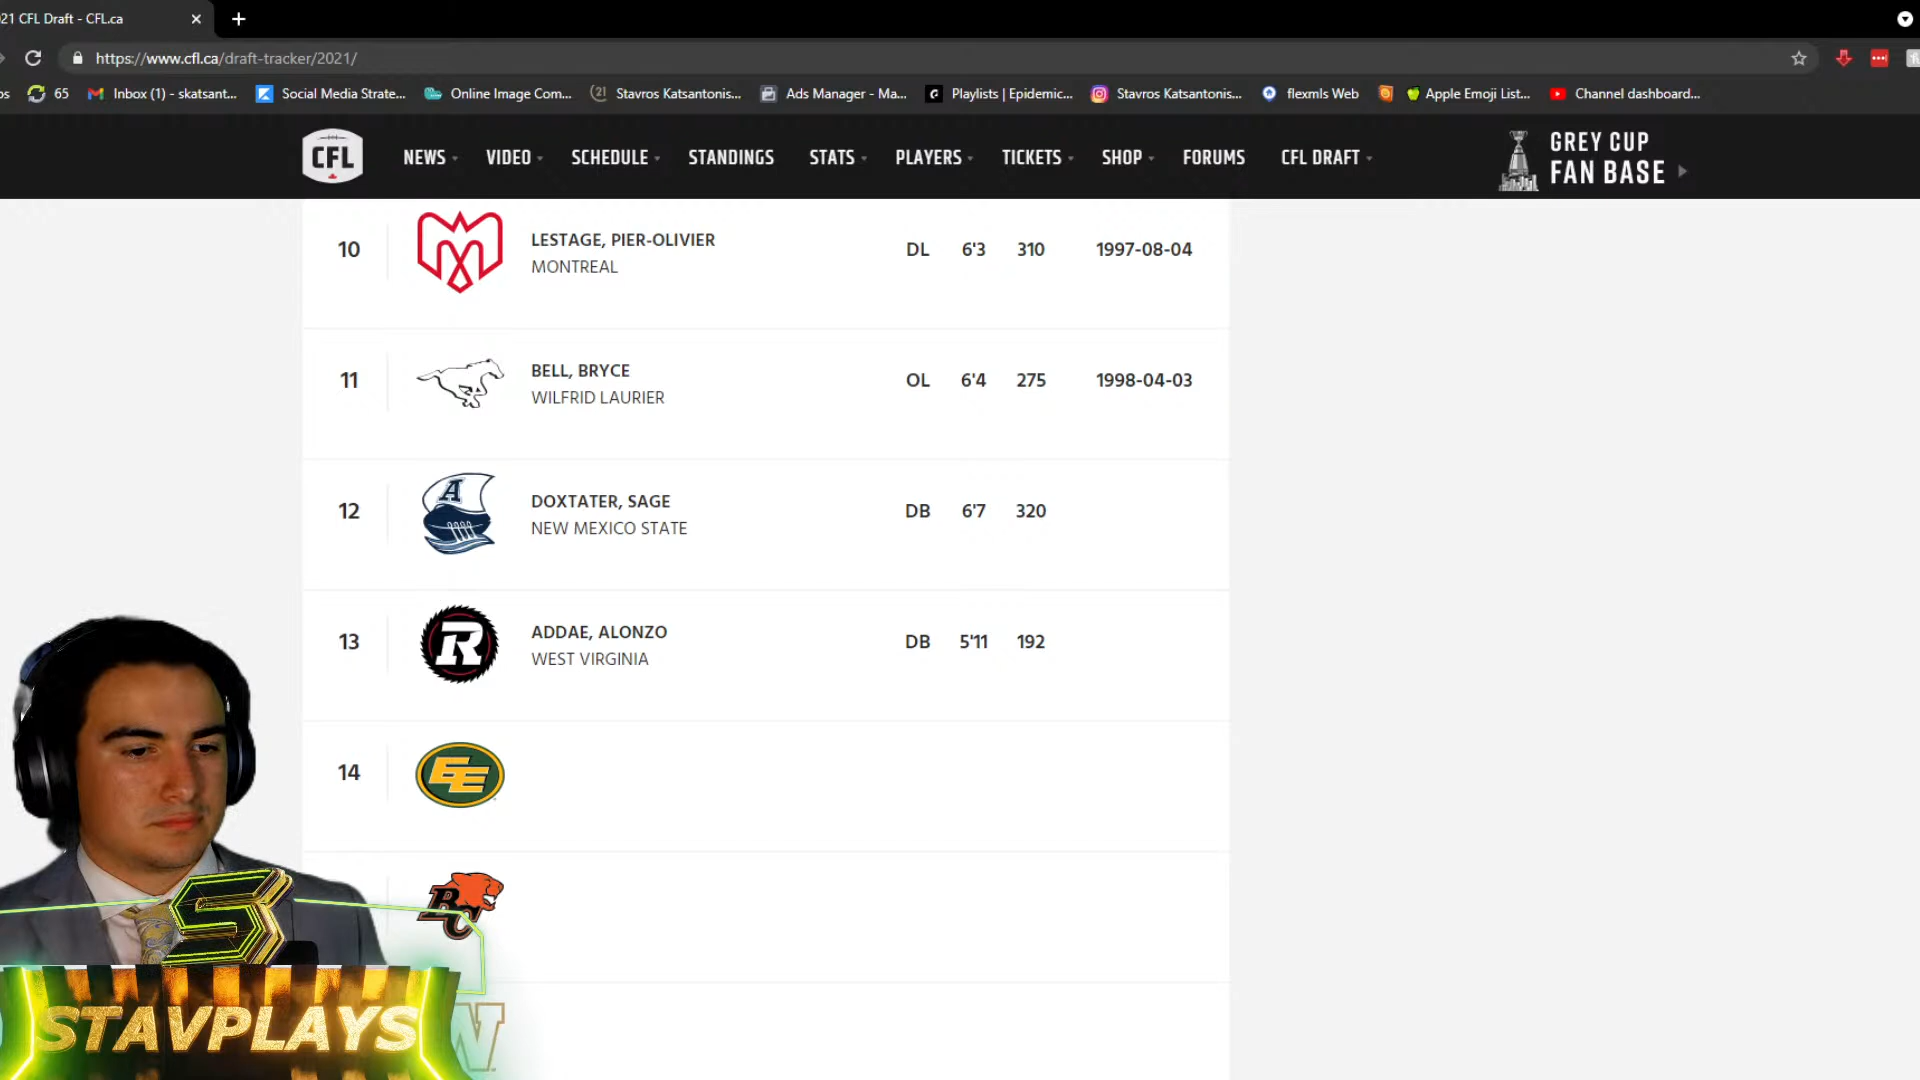 21 CFL Draft - CFL.ca
https://www.cfl.ca/draft-tracker/2021/
65 Inbox (1) - skatsant... Social Media Strate... Online Image Com... Stavros Katsantonis... Ads Manager - Ma... Playlists | Epidemic... Stavros Katsantonis... flexmls Web Apple Emoji List... Channel dashboard...
CFL NEWS VIDEO SCHEDULE STANDINGS STATS PLAYERS TICKETS SHOP FORUMS CFL DRAFT
GREY CUP
FAN BASE
10 LESTAGE, PIER-OLIVIER DL 6'3 310 1997-08-04
MONTREAL
11 BELL, BRYCE OL 6'4 275 1998-04-03
WILFRID LAURIER
12 A DOXTATER, SAGE DB 6'7 320
NEW MEXICO STATE
13 R ADDAE, ALONZO DB 5'11 192
WEST VIRGINIA
14 EE
BC
S
STAVPLAYS
W